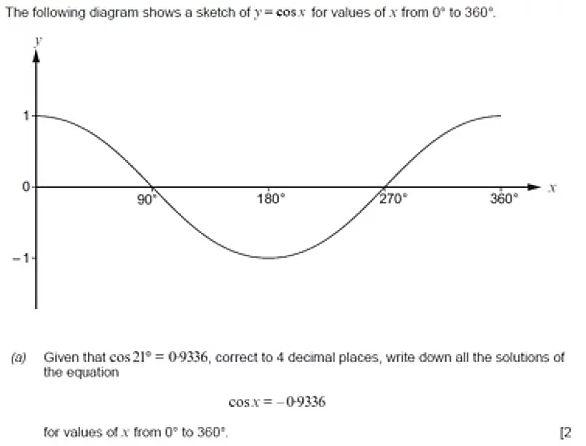 The following diagram shows a sketch of y = cos x for values of x from 0° to 360°.
y
1
0
90°
180°
270°
360°
x
−1
(a) Given that cos 21° = 0·9336, correct to 4 decimal places, write down all the solutions of
the equation
cos x = −0·9336
for values of x from 0° to 360°.
[2